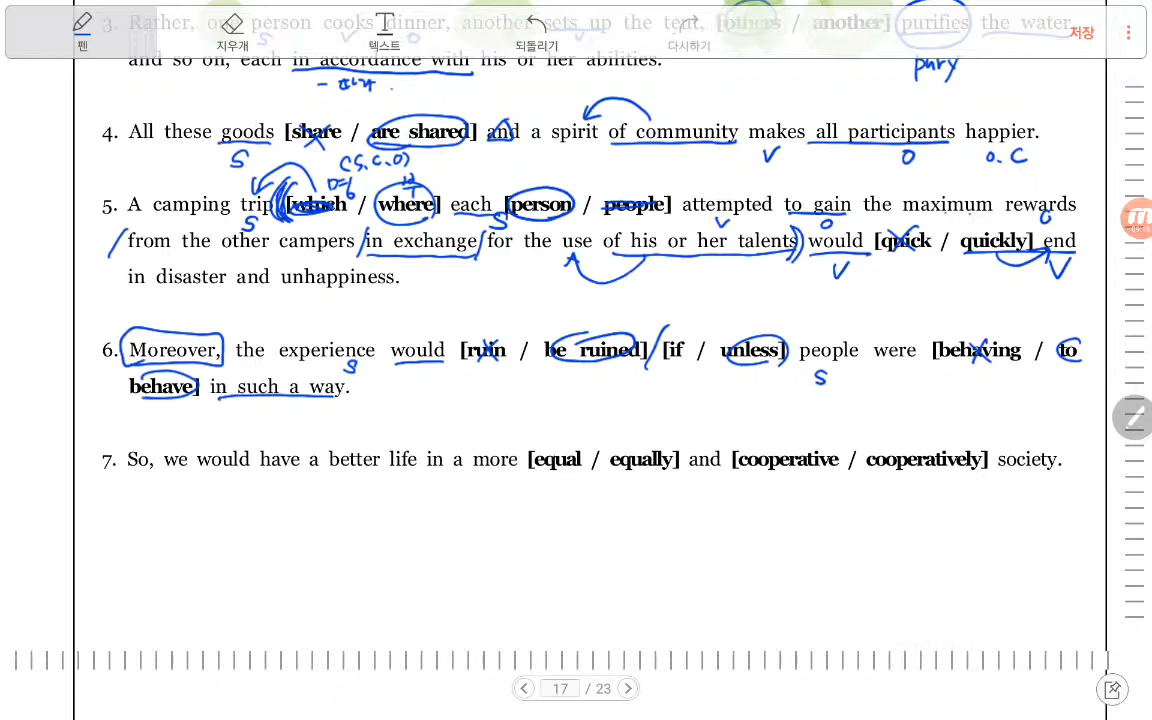 3. Rather, one person cooks dinner, another sets up the tent, [others / another] purifies the water,
펜 지우개 텍스트 되돌리기 다시하기 저장
and so on, each in accordance with his or her abilities.
4. All these goods [share / are shared] and a spirit of community makes all participants happier.
S V O O.C
(S, C, O)
5. A camping trip [which / where] each [person / people] attempted to gain the maximum rewards
S S V O O
from the other campers in exchange for the use of his or her talents would [quick / quickly] end
V V
in disaster and unhappiness.
6. Moreover, the experience would [ruin / be ruined] [if / unless] people were [behaving / to
S S
behave] in such a way.
7. So, we would have a better life in a more [equal / equally] and [cooperative / cooperatively] society.
17 / 23